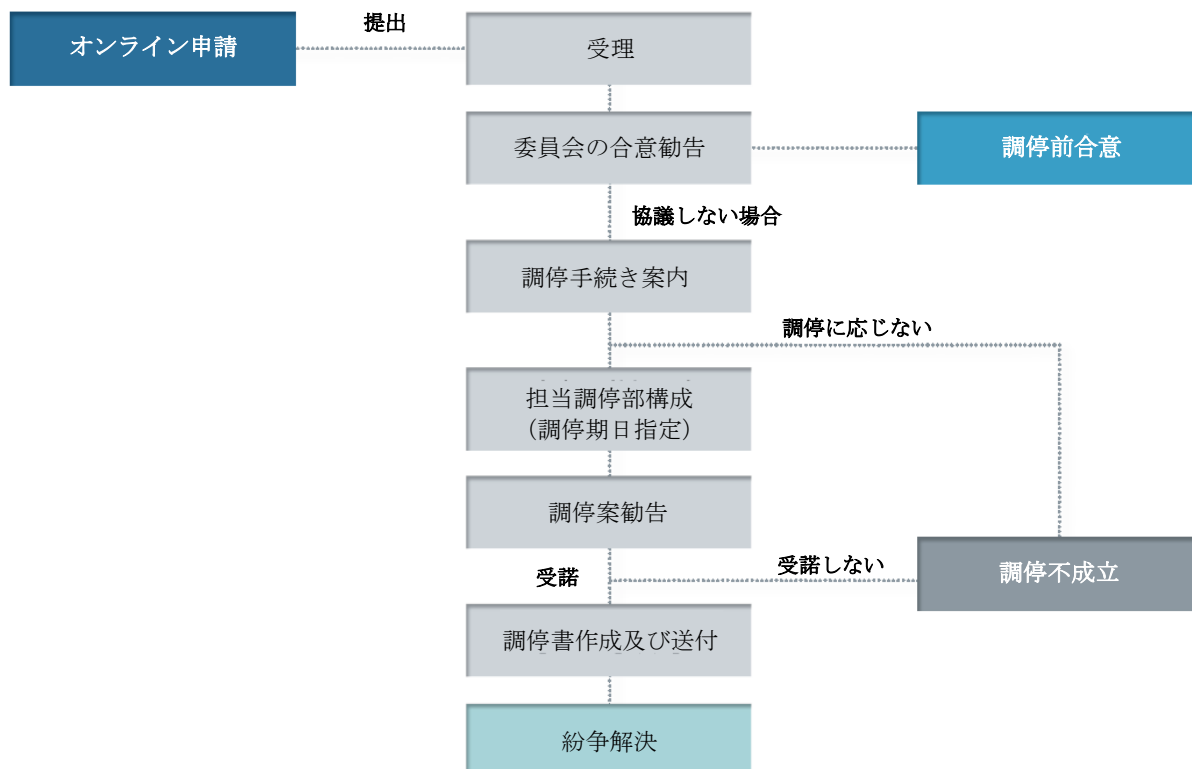 オンライン申請
提出
受理
委員会の合意勧告
調停前合意
協議しない場合
調停手続き案内
調停に応じない
担当調停部構成
（調停期日指定）
調停案勧告
受諾
受諾しない
調停不成立
調停書作成及び送付
紛争解決